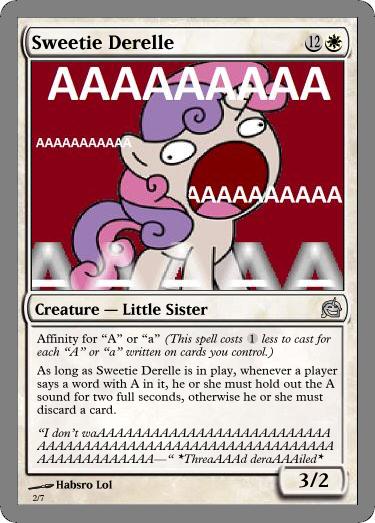 Sweetie Derelle 12
AAAAAAAAA
AAAAAAAAAAA
AAAAAAAAAAA
A AAAAA
Creature — Little Sister
Affinity for "A" or "a" (This spell costs 1 less to cast for
each "A" or "a" written on cards you control.)
As long as Sweetie Derelle is in play, whenever a player
says a word with A in it, he or she must hold out the A
sound for two full seconds, otherwise he or she must
discard a card.
"I don't waAAAAAAAAAAAAAAAAAAAAAAAAAA
AAAAAAAAAAAAAAAAAAAAAAAAAAAAAAAAA
AAAAAAAAAAAAA—" *ThreaAAAd deraAAAiled*
3/2
Habsro Lol
2/7